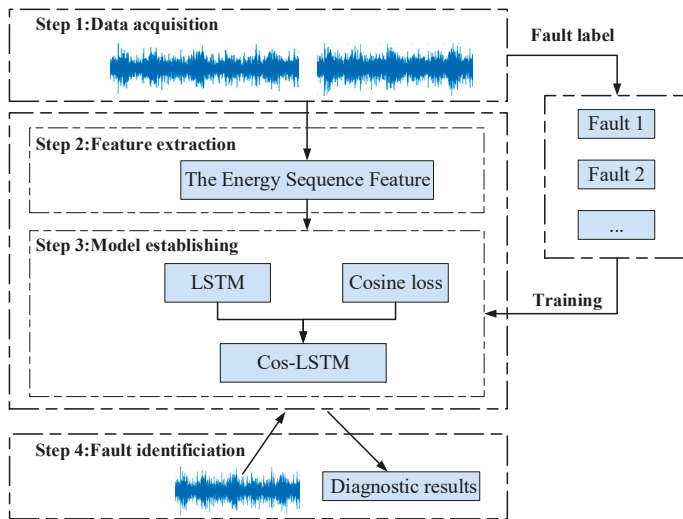 Step 1:Data acquisition
Fault label
Fault 1
Fault 2
...
Step 2:Feature extraction
The Energy Sequence Feature
Step 3:Model establishing
LSTM
Cosine loss
Cos-LSTM
Training
Step 4:Fault identificiation
Diagnostic results